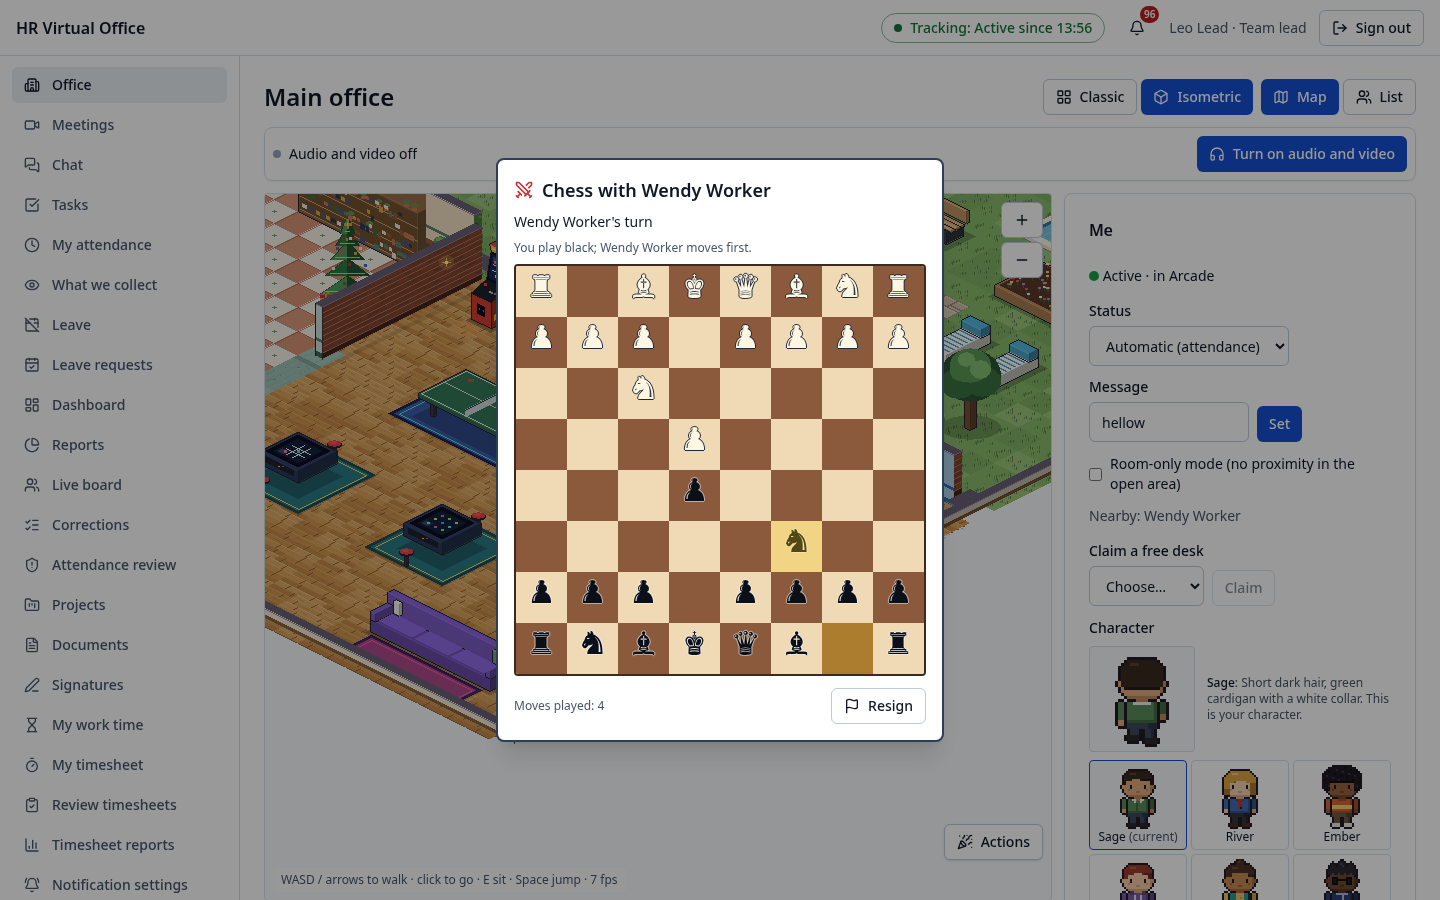 HR Virtual Office
Tracking: Active since 13:56
96
Leo Lead · Team lead
Sign out
Office
Meetings
Chat
Tasks
My attendance
What we collect
Leave
Leave requests
Dashboard
Reports
Live board
Corrections
Attendance review
Projects
Documents
Signatures
My work time
My timesheet
Review timesheets
Timesheet reports
Notification settings
Main office
Classic
Isometric
Map
List
Audio and video off
Turn on audio and video
+
−
Chess with Wendy Worker
Wendy Worker's turn
You play black; Wendy Worker moves first.
Moves played: 4
Resign
Actions
WASD / arrows to walk · click to go · E sit · Space jump · 7 fps
Me
Active · in Arcade
Status
Automatic (attendance)
Message
hellow
Set
Room-only mode (no proximity in the
open area)
Nearby: Wendy Worker
Claim a free desk
Choose...
Claim
Character
Sage: Short dark hair, green
cardigan with a white collar. This
is your character.
Sage (current)
River
Ember